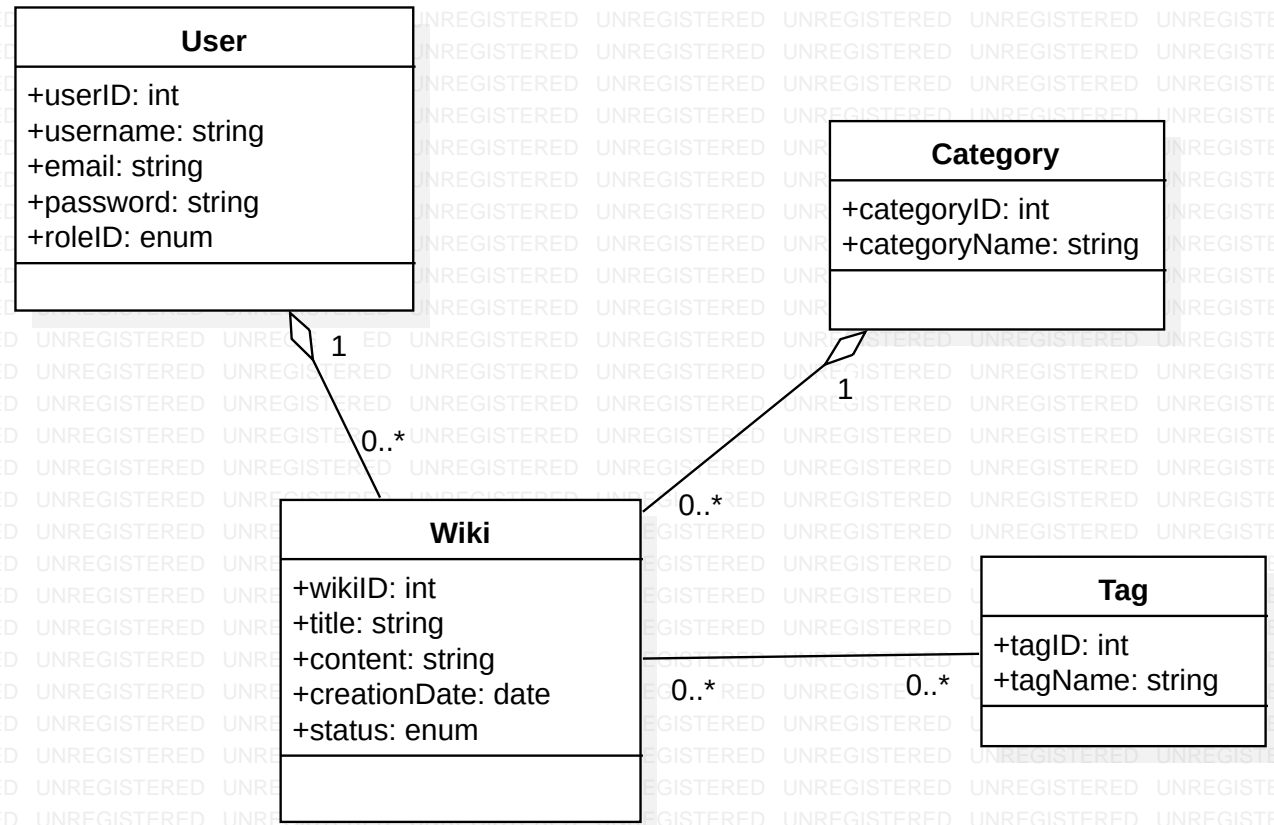 User
+userID: int
+username: string
+email: string
+password: string
+roleID: enum
Category
+categoryID: int
+categoryName: string
1
1
0..*
0..*
Wiki
+wikiID: int
+title: string
+content: string
+creationDate: date
+status: enum
Tag
+tagID: int
+tagName: string
0..*
0..*
UNREGISTERED